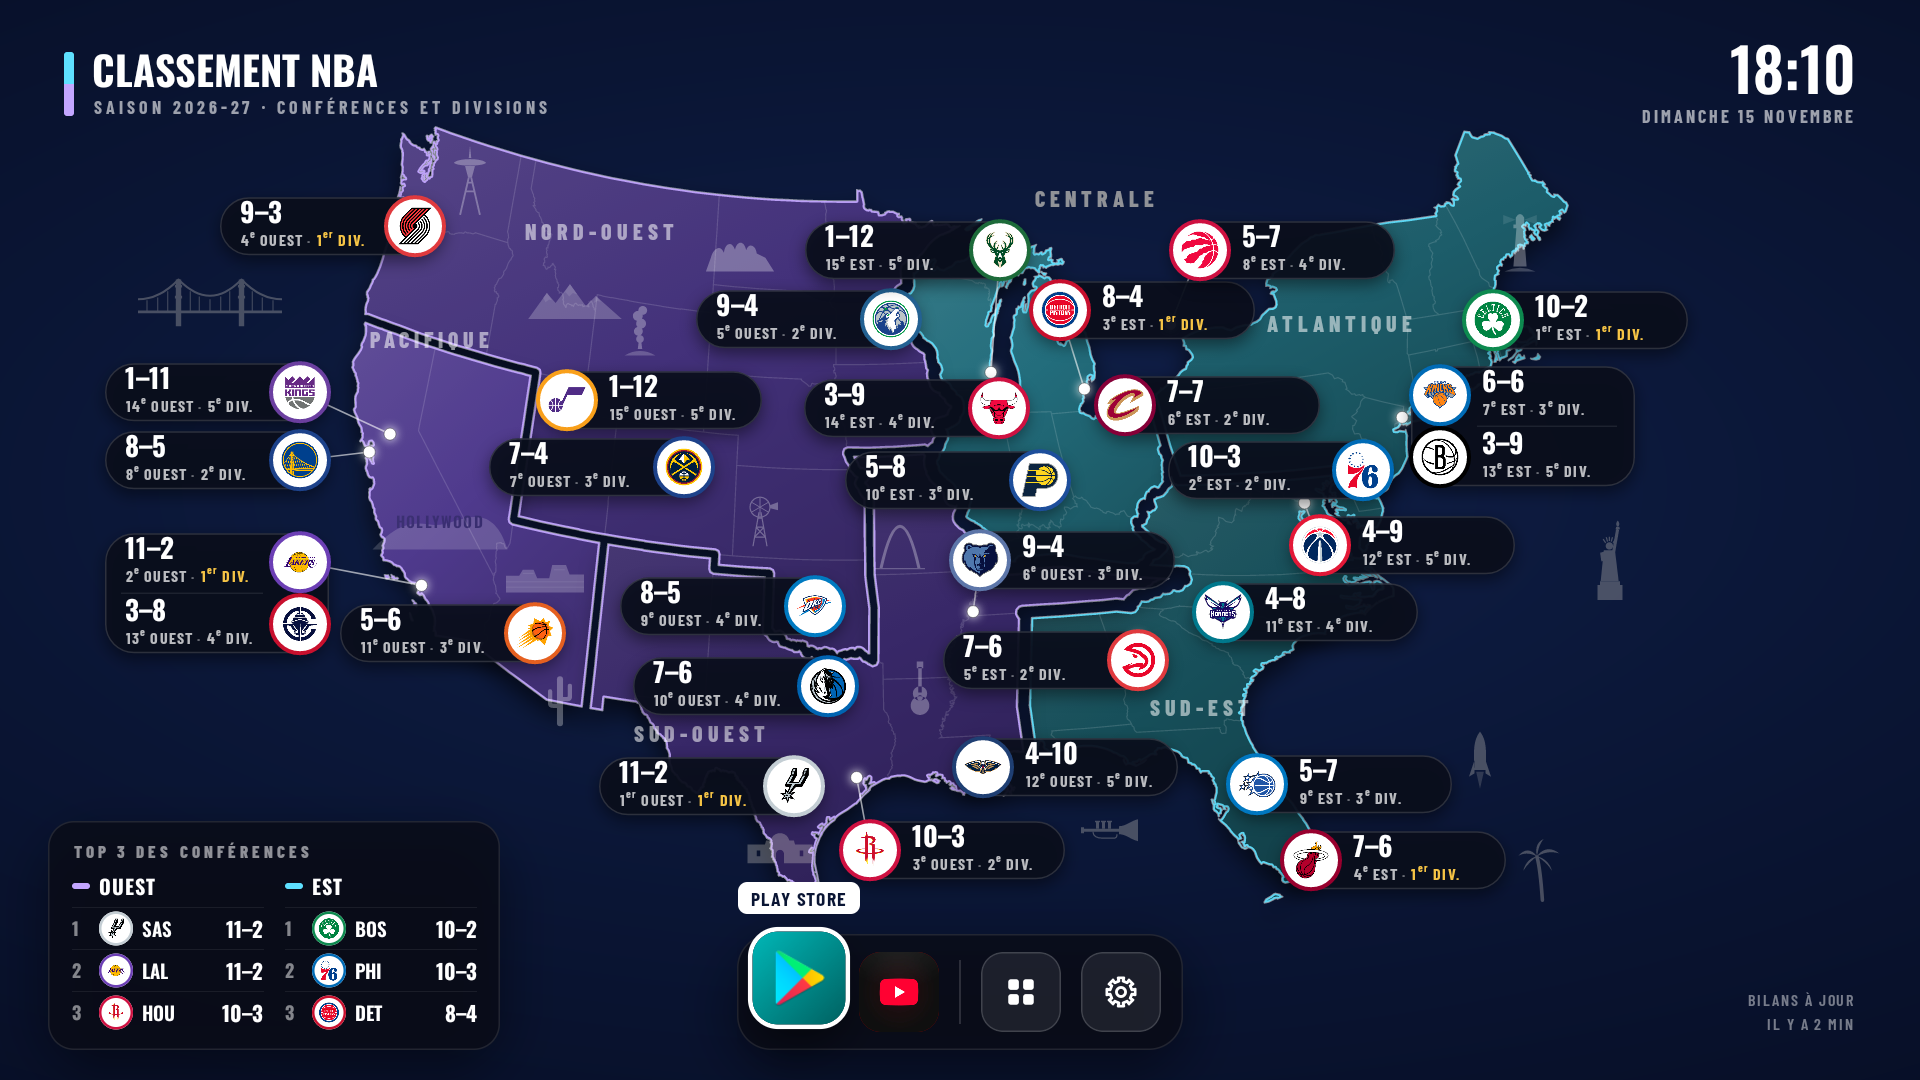 CLASSEMENT NBA
SAISON 2026-27 · CONFÉRENCES ET DIVISIONS
18:10
DIMANCHE 15 NOVEMBRE
CENTRALE
NORD-OUEST
PACIFIQUE
ATLANTIQUE
SUD-OUEST
SUD-EST
HOLLYWOOD
9–3
4e OUEST · 1er DIV.
1–12
15e EST · 5e DIV.
5–7
8e EST · 4e DIV.
9–4
5e OUEST · 2e DIV.
8–4
3e EST · 1er DIV.
10–2
1er EST · 1er DIV.
1–11
14e OUEST · 5e DIV.
8–5
8e OUEST · 2e DIV.
1–12
15e OUEST · 5e DIV.
3–9
14e EST · 4e DIV.
7–7
6e EST · 2e DIV.
6–6
7e EST · 3e DIV.
3–9
13e EST · 5e DIV.
7–4
7e OUEST · 3e DIV.
5–8
10e EST · 3e DIV.
10–3
2e EST · 2e DIV.
11–2
2e OUEST · 1er DIV.
3–8
13e OUEST · 4e DIV.
5–6
11e OUEST · 3e DIV.
8–5
9e OUEST · 4e DIV.
9–4
6e OUEST · 3e DIV.
4–9
12e EST · 5e DIV.
4–8
11e EST · 4e DIV.
7–6
10e OUEST · 4e DIV.
7–6
5e EST · 2e DIV.
11–2
1er OUEST · 1er DIV.
4–10
12e OUEST · 5e DIV.
5–7
9e EST · 3e DIV.
10–3
3e OUEST · 2e DIV.
7–6
4e EST · 1er DIV.
KINGS
CELTICS
LAKERS
HORNETS
76
B
TOP 3 DES CONFÉRENCES
OUEST
1 SAS 11–2
2 LAL 11–2
3 HOU 10–3
EST
1 BOS 10–2
2 PHI 10–3
3 DET 8–4
PLAY STORE
BILANS À JOUR
IL Y A 2 MIN